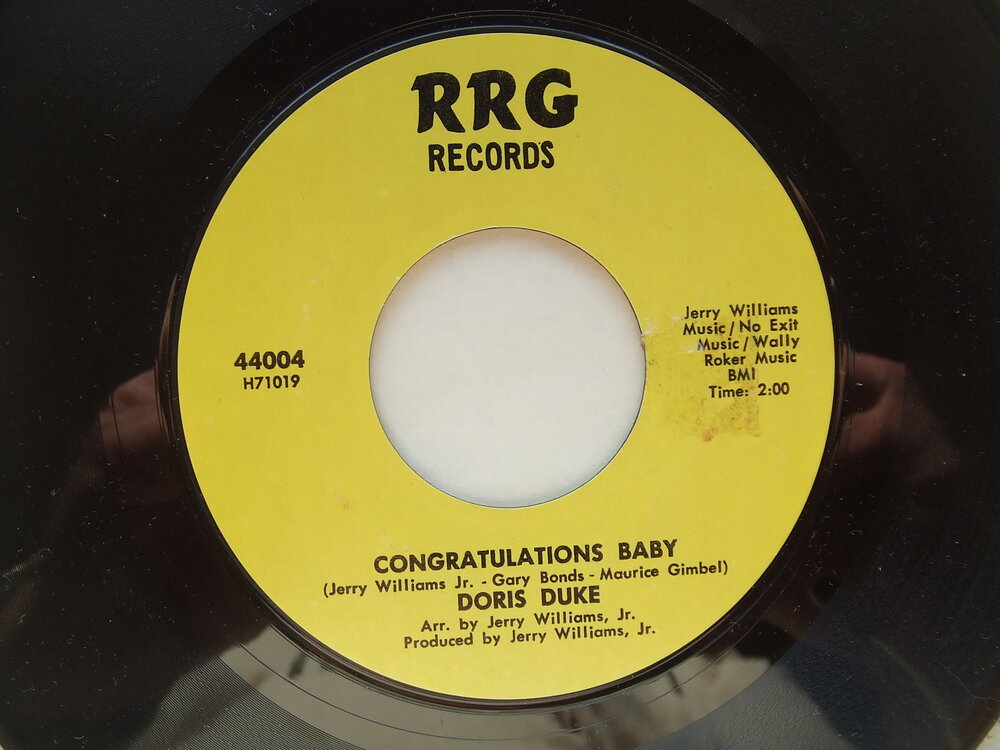 RRG
RECORDS
44004
H71019
Jerry Williams
Music/No Exit
Music/Wally
Roker Music
BMI
Time: 2:00
CONGRATULATIONS BABY
(Jerry Williams Jr. - Gary Bonds - Maurice Gimbel)
DORIS DUKE
Arr. by Jerry Williams, Jr.
Produced by Jerry Williams, Jr.